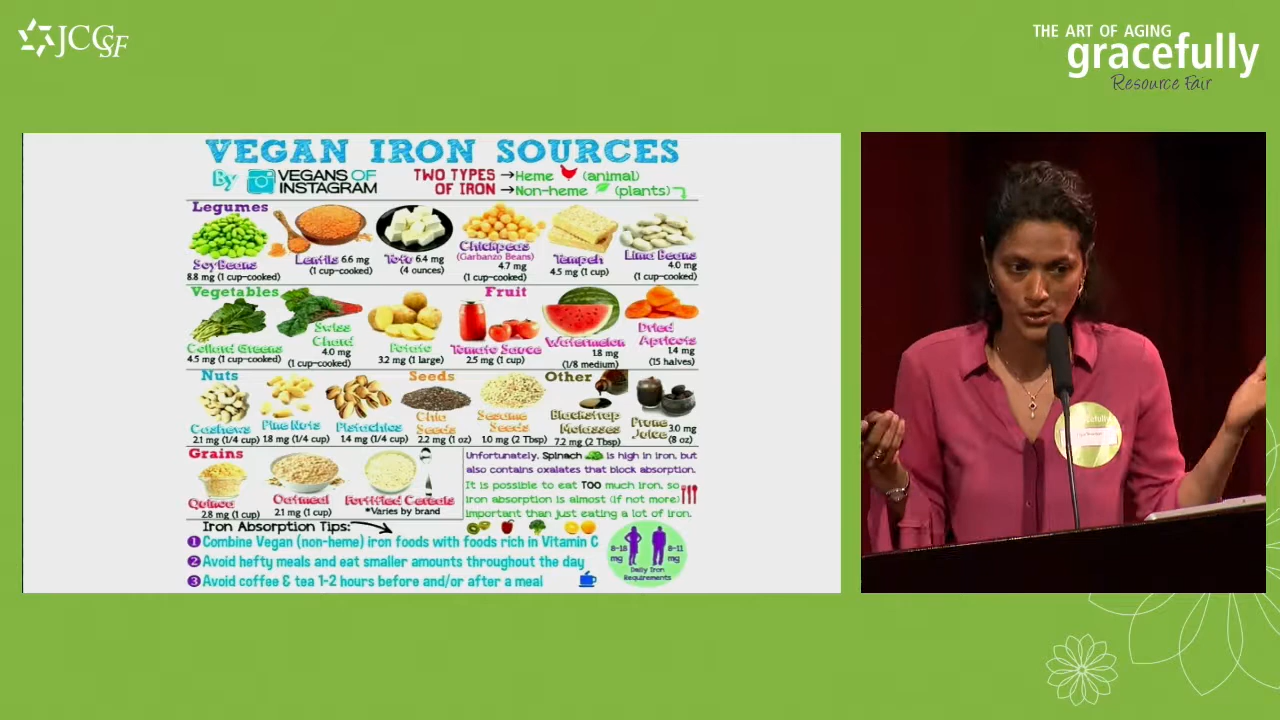 JCCSF
THE ART OF AGING
gracefully
Resource Fair
VEGAN IRON SOURCES
By VEGANS OF
INSTAGRAM
TWO TYPES
OF IRON
→Heme (animal)
→Non-heme (plants)
Legumes
SoyBeans
8.8 mg (1 cup-cooked)
Lentils 6.6 mg
(1 cup-cooked)
Tofu 6.4 mg
(4 ounces)
Chickpeas
(Garbanzo Beans)
4.7 mg
(1 cup-cooked)
Tempeh
4.5 mg (1 cup)
Lima Beans
4.0 mg
(1 cup-cooked)
Vegetables
Collard Greens
4.5 mg (1 cup-cooked)
Swiss
Chard
4.0 mg
(1 cup-cooked)
Potato
3.2 mg (1 large)
Fruit
Tomato Sauce
2.5 mg (1 cup)
Watermelon
1.8 mg
(1/8 medium)
Dried
Apricots
1.4 mg
(15 halves)
Nuts
Cashews
2.1 mg (1/4 cup)
Pine Nuts
1.8 mg (1/4 cup)
Pistachios
1.4 mg (1/4 cup)
Seeds
Chia
Seeds
2.2 mg (1 oz)
Sesame
Seeds
1.0 mg (2 Tbsp)
Other
Blackstrap
Molasses
7.2 mg (2 Tbsp)
Prune
Juice 3.0 mg
(8 oz)
Grains
Quinoa
2.8 mg (1 cup)
Oatmeal
2.1 mg (1 cup)
Fortified Cereals
*Varies by brand
Unfortunately, Spinach is high in iron, but
also contains oxalates that block absorption.
It is possible to eat TOO much iron, so
iron absorption is almost (if not more)
important than just eating a lot of iron.
Iron Absorption Tips:
1 Combine Vegan (non-heme) iron foods with foods rich in Vitamin C
2 Avoid hefty meals and eat smaller amounts throughout the day
3 Avoid coffee & tea 1-2 hours before and/or after a meal
8-18
mg
8-11
mg
Daily Iron
Requirements
gracefully